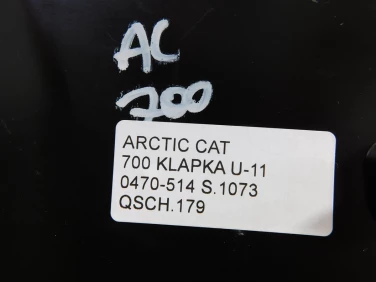 AC
700
ARCTIC CAT
700 KLAPKA U-11
0470-514 S.1073
QSCH.179